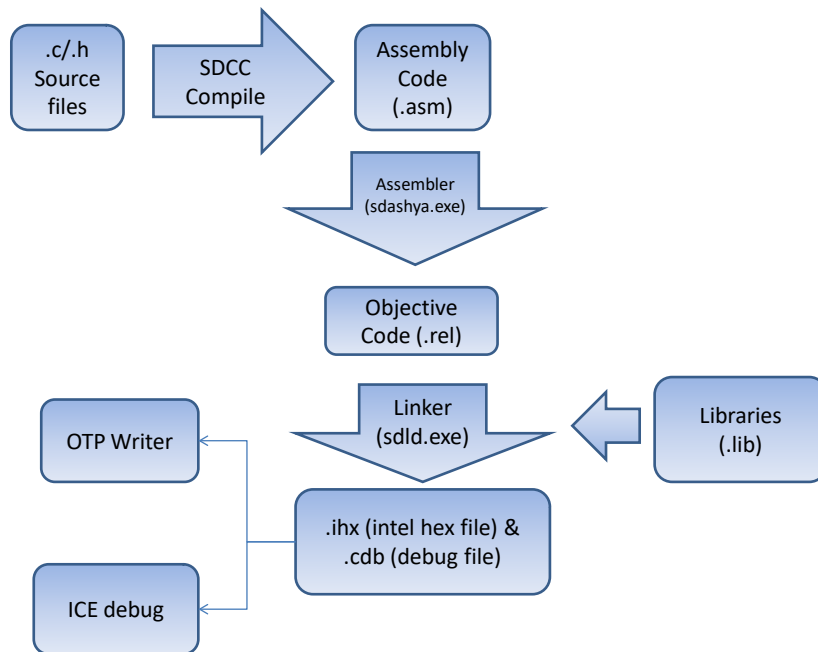 .c/.h
Source
files
SDCC
Compile
Assembly
Code
(.asm)
Assembler
(sdashya.exe)
Objective
Code (.rel)
Linker
(sdld.exe)
Libraries
(.lib)
OTP Writer
.ihx (intel hex file) &
.cdb (debug file)
ICE debug